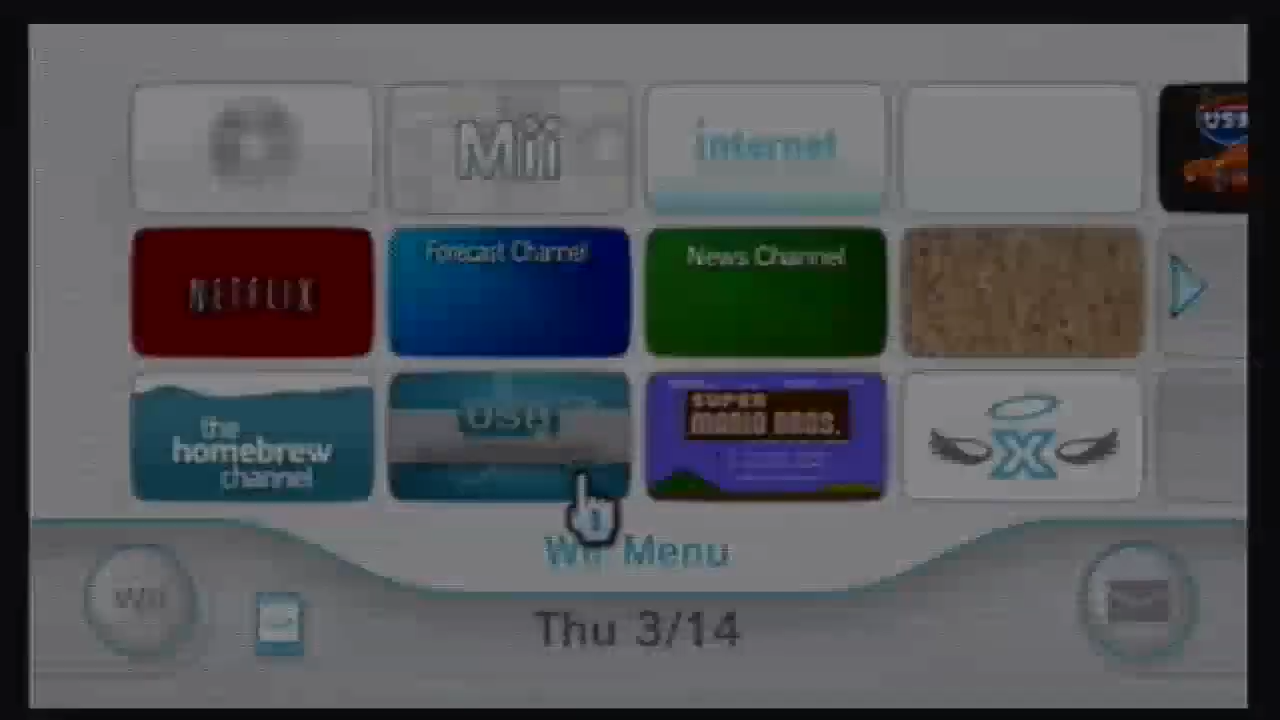 Mii
internet
NETFLIX
Forecast Channel
News Channel
the
homebrew
channel
USA
SUPER
MARIO BROS.
X
Wii Menu
Wii
Thu 3/14